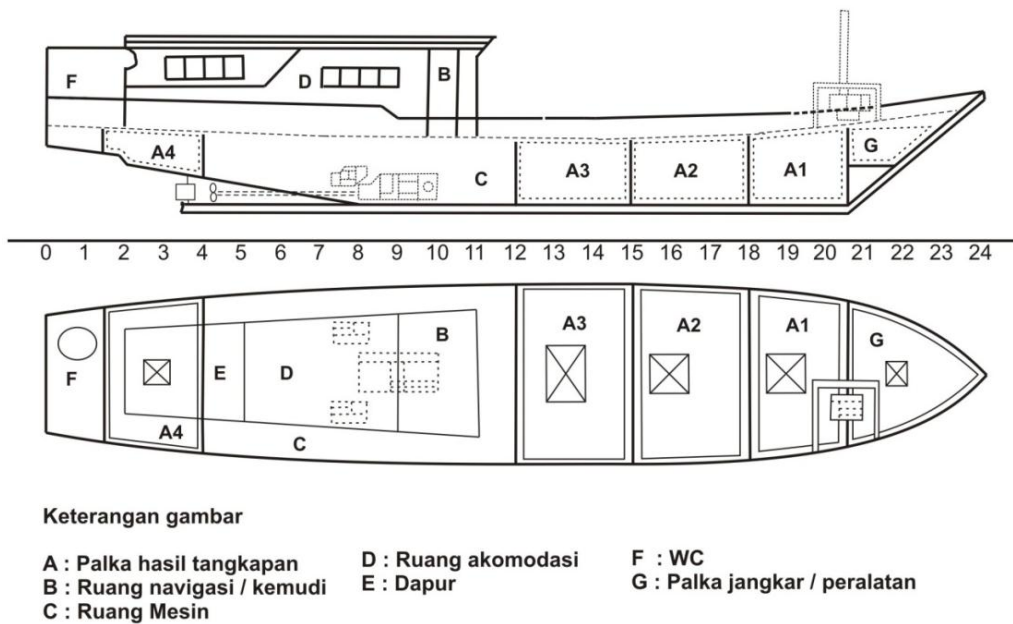 F
D
B
A4
C
A3
A2
A1
G
0 1 2 3 4 5 6 7 8 9 10 11 12 13 14 15 16 17 18 19 20 21 22 23 24
A3
A2
A1
B
G
F
E
D
A4
C
Keterangan gambar
A : Palka hasil tangkapan
B : Ruang navigasi / kemudi
C : Ruang Mesin
D : Ruang akomodasi
E : Dapur
F : WC
G : Palka jangkar / peralatan